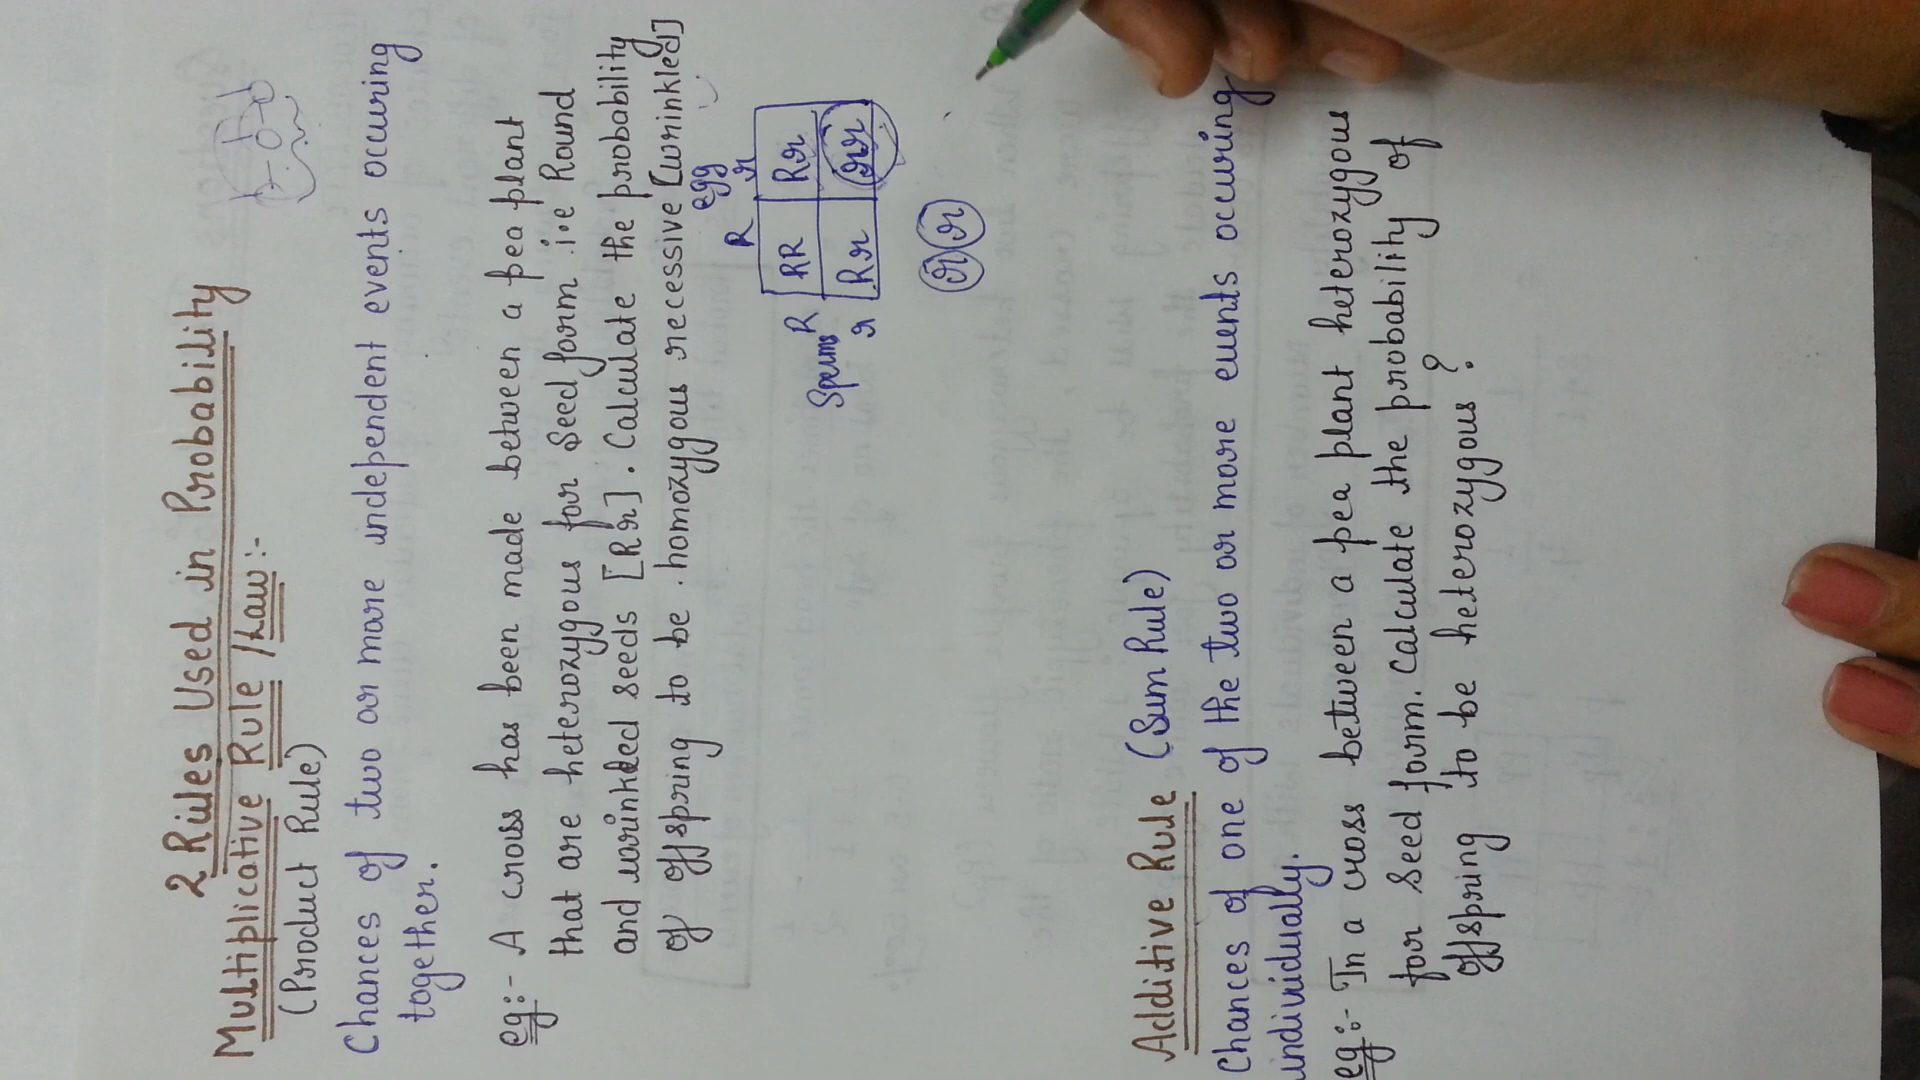 2 Rules Used in Probability
Multiplicative Rule / Law :-
(Product Rule)
Chances of two or more independent events occuring
together.
eg:- A cross has been made between a pea plant
that are heterozygous for Seed form i.e Round
and wrinkled seeds [Rr]. Calculate the probability
of offspring to be homozygous recessive [wrinkled]
egg
R r
Sperms R RR Rr
r Rr rr
r r
Additive Rule (Sum Rule)
Chances of one of the two or more events occuring
individually.
eg:- In a cross between a pea plant heterozygous
for Seed form. Calculate the probability of
offspring to be heterozygous ?